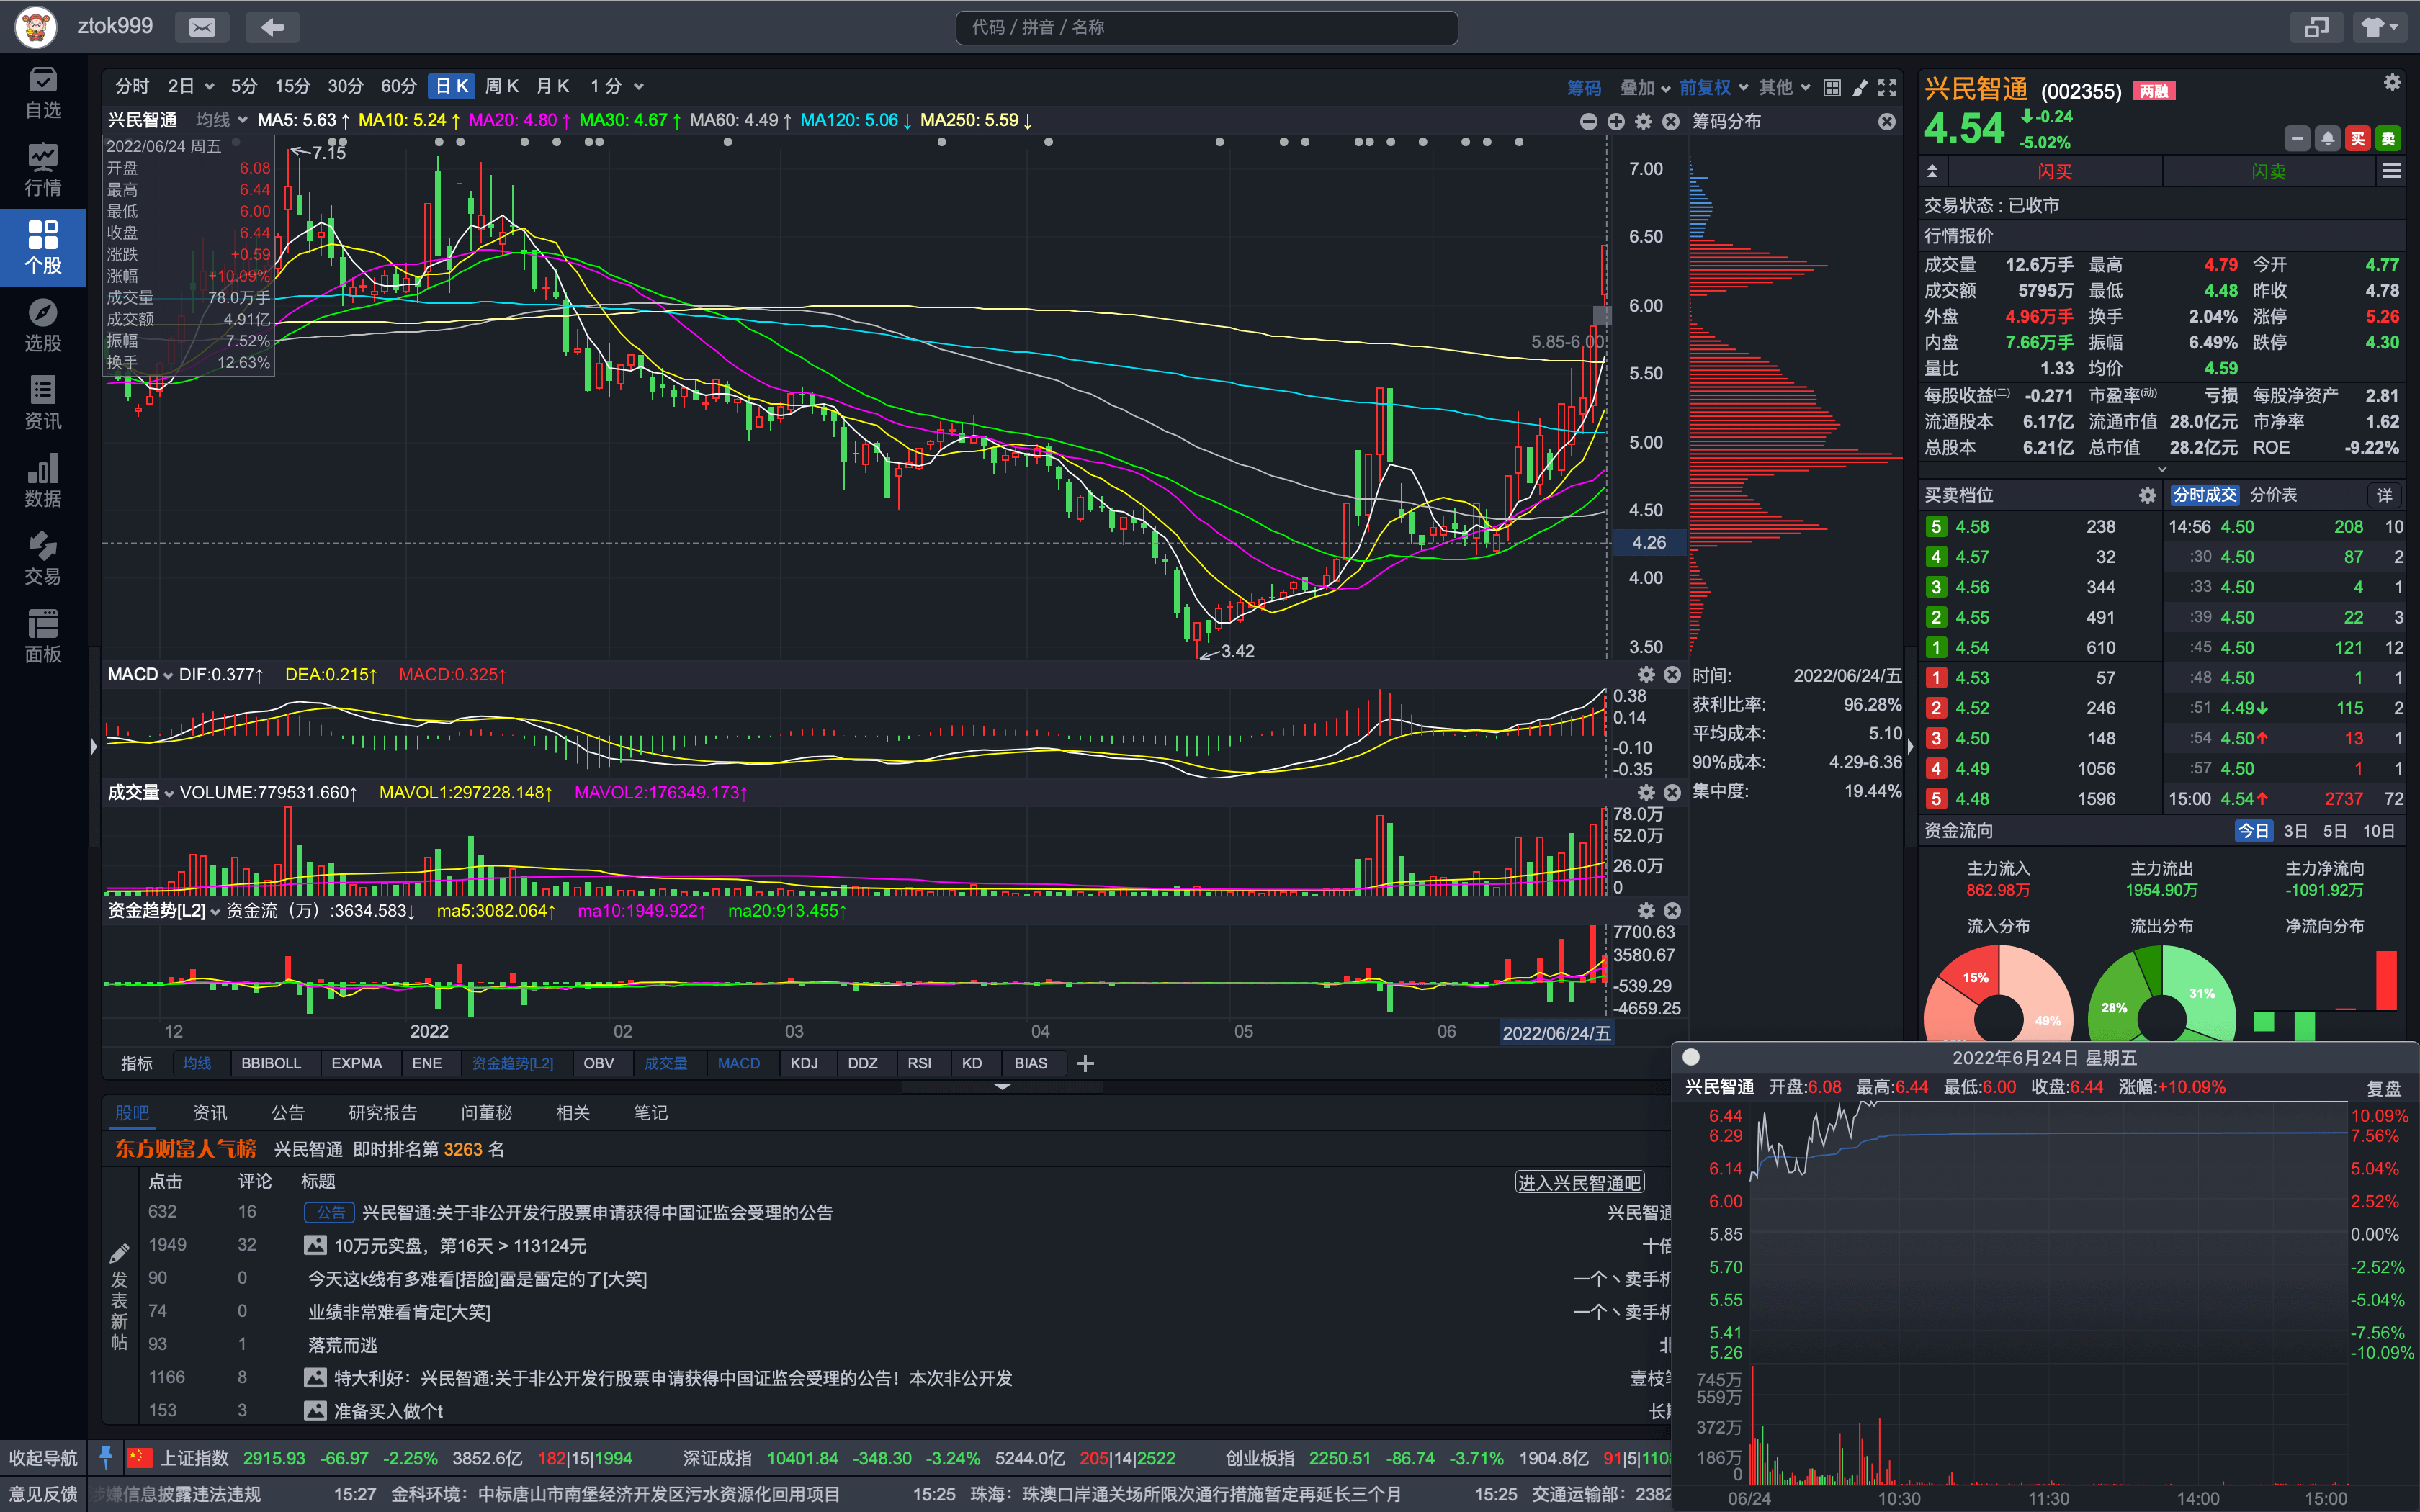 ztok999
代码 / 拼音 / 名称
自选
行情
个股
选股
资讯
数据
交易
面板
分时 2日 5分 15分 30分 60分 日K 周K 月K 1分 筹码 叠加 前复权 其他
兴民智通 均线 MA5: 5.63↑ MA10: 5.24↑ MA20: 4.80↑ MA30: 4.67↑ MA60: 4.49↑ MA120: 5.06↓ MA250: 5.59↓ 筹码分布
2022/06/24 周五
开盘 6.08
最高 6.44
最低 6.00
收盘 6.44
涨跌 +0.59
涨幅 +10.09%
成交量 78.0万手
成交额 4.91亿
振幅 7.52%
换手 12.63%
7.15
5.85-6.00
3.42
7.00
6.50
6.00
5.50
5.00
4.50
4.26
4.00
3.50
MACD DIF:0.377↑ DEA:0.215↑ MACD:0.325↑
0.38
0.14
-0.10
-0.35
成交量 VOLUME:779531.660↑ MAVOL1:297228.148↑ MAVOL2:176349.173↑
78.0万
52.0万
26.0万
0
资金趋势[L2] 资金流（万）:3634.583↓ ma5:3082.064↑ ma10:1949.922↑ ma20:913.455↑
7700.63
3580.67
-539.29
-4659.25
12 2022 02 03 04 05 06 2022/06/24/五
时间: 2022/06/24/五
获利比率: 96.28%
平均成本: 5.10
90%成本: 4.29-6.36
集中度: 19.44%
指标 均线 BBIBOLL EXPMA ENE 资金趋势[L2] OBV 成交量 MACD KDJ DDZ RSI KD BIAS
股吧 资讯 公告 研究报告 问董秘 相关 笔记
东方财富人气榜 兴民智通 即时排名第 3263 名
点击 评论 标题 进入兴民智通吧
632 16 公告 兴民智通:关于非公开发行股票申请获得中国证监会受理的公告 兴民智通
1949 32 10万元实盘，第16天 > 113124元 十倍
90 0 今天这k线有多难看[捂脸]雷是雷定的了[大笑] 一个丶卖手机
74 0 业绩非常难看肯定[大笑] 一个丶卖手机
93 1 落荒而逃
1166 8 特大利好：兴民智通:关于非公开发行股票申请获得中国证监会受理的公告！本次非公开发 壹枝
153 3 准备买入做个t
发表新帖
兴民智通 (002355) 两融
4.54 -0.24
-5.02%
买 卖
闪买 闪卖
交易状态 : 已收市
行情报价
成交量 12.6万手 最高 4.79 今开 4.77
成交额 5795万 最低 4.48 昨收 4.78
外盘 4.96万手 换手 2.04% 涨停 5.26
内盘 7.66万手 振幅 6.49% 跌停 4.30
量比 1.33 均价 4.59
每股收益(二) -0.271 市盈率(动) 亏损 每股净资产 2.81
流通股本 6.17亿 流通市值 28.0亿元 市净率 1.62
总股本 6.21亿 总市值 28.2亿元 ROE -9.22%
买卖档位 分时成交 分价表 详
5 4.58 238 14:56 4.50 208 10
4 4.57 32 :30 4.50 87 2
3 4.56 344 :33 4.50 4 1
2 4.55 491 :39 4.50 22 3
1 4.54 610 :45 4.50 121 12
1 4.53 57 :48 4.50 1 1
2 4.52 246 :51 4.49↓ 115 2
3 4.50 148 :54 4.50↑ 13 1
4 4.49 1056 :57 4.50 1 1
5 4.48 1596 15:00 4.54↑ 2737 72
资金流向 今日 3日 5日 10日
主力流入 主力流出 主力净流向
862.98万 1954.90万 -1091.92万
流入分布 流出分布 净流向分布
15% 49%
28% 31%
2022年6月24日 星期五
兴民智通 开盘:6.08 最高:6.44 最低:6.00 收盘:6.44 涨幅:+10.09% 复盘
6.44 10.09%
6.29 7.56%
6.14 5.04%
6.00 2.52%
5.85 0.00%
5.70 -2.52%
5.55 -5.04%
5.41 -7.56%
5.26 -10.09%
745万
559万
372万
186万
0
06/24 10:30 11:30 14:00 15:00
收起导航 上证指数 2915.93 -66.97 -2.25% 3852.6亿 182|15|1994 深证成指 10401.84 -348.30 -3.24% 5244.0亿 205|14|2522 创业板指 2250.51 -86.74 -3.71% 1904.8亿 91|5|1108
意见反馈 涉嫌信息披露违法违规 15:27 金科环境：中标唐山市南堡经济开发区污水资源化回用项目 15:25 珠海：珠澳口岸通关场所限次通行措施暂定再延长三个月 15:25 交通运输部：2382